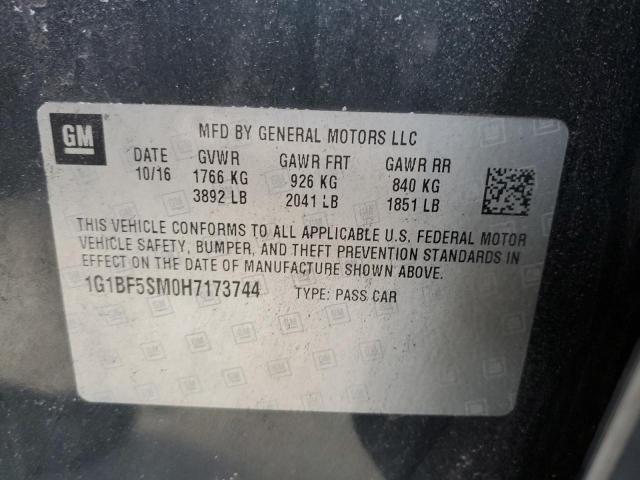 GM
MFD BY GENERAL MOTORS LLC
DATE GVWR GAWR FRT GAWR RR
10/16 1766 KG 926 KG 840 KG
3892 LB 2041 LB 1851 LB
THIS VEHICLE CONFORMS TO ALL APPLICABLE U.S. FEDERAL MOTOR
VEHICLE SAFETY, BUMPER, AND THEFT PREVENTION STANDARDS IN
EFFECT ON THE DATE OF MANUFACTURE SHOWN ABOVE.
1G1BF5SM0H7173744 TYPE: PASS CAR